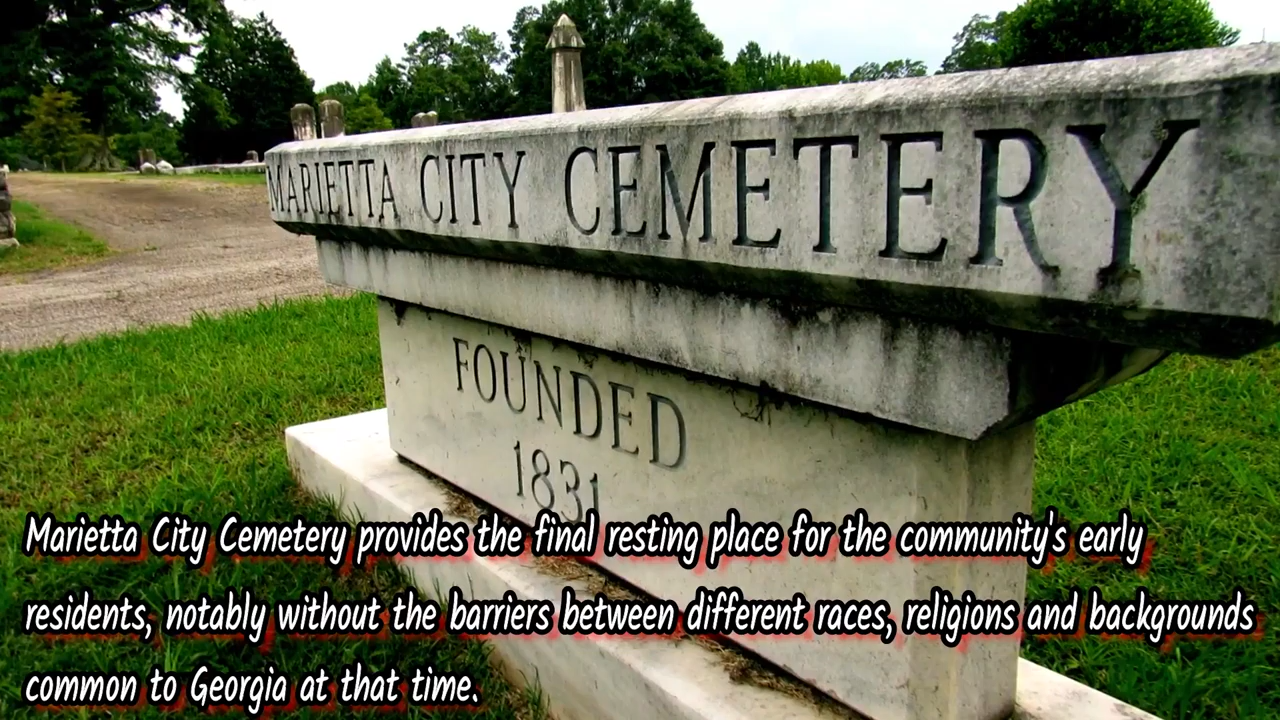 MARIETTA CITY CEMETERY
FOUNDED
1831
Marietta City Cemetery provides the final resting place for the community's early
residents, notably without the barriers between different races, religions and backgrounds
common to Georgia at that time.